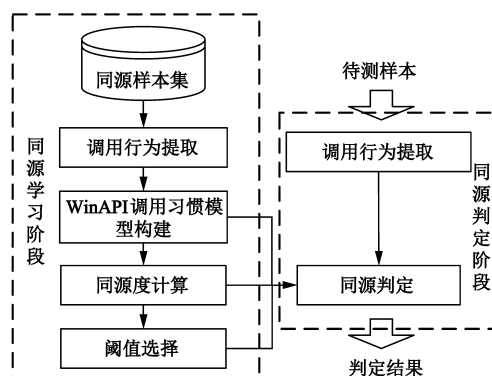 同源样本集
调用行为提取
WinAPI调用习惯模
型构建
同源度计算
阈值选择
同源学习阶段
待测样本
调用行为提取
同源判定
同源判定阶段
判定结果